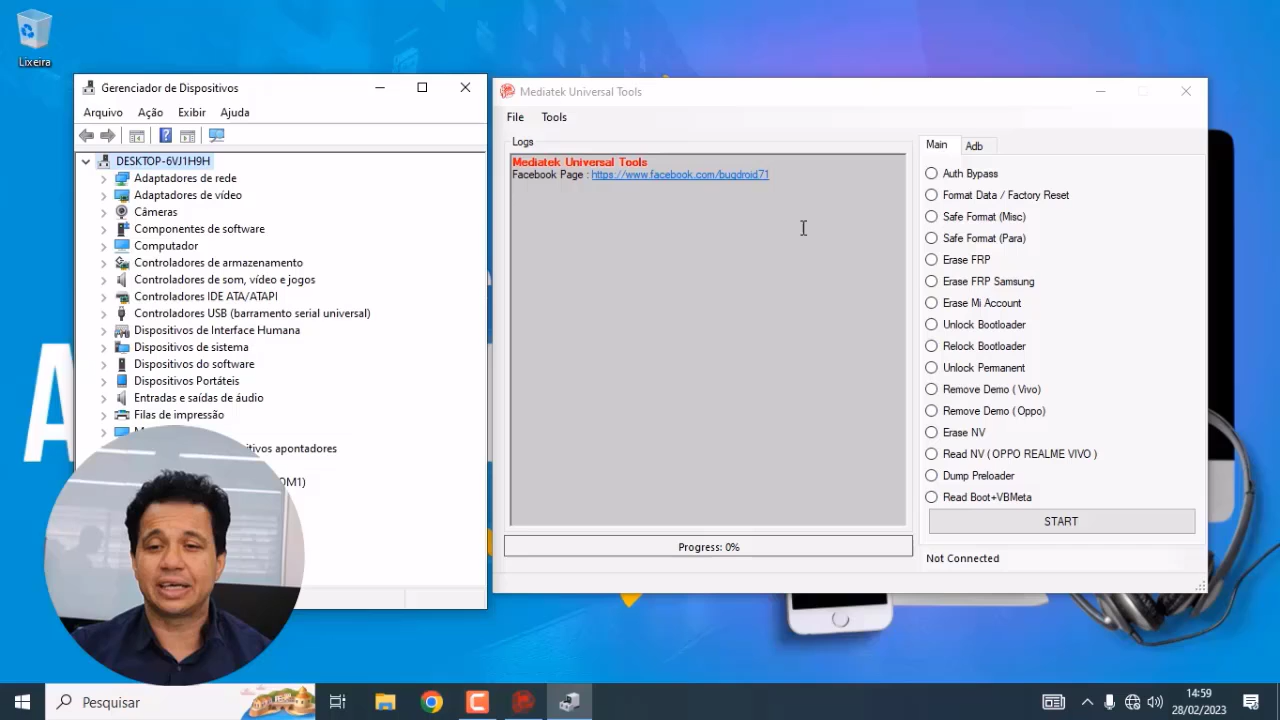 Lixeira
Gerenciador de Dispositivos
Arquivo Ação Exibir Ajuda
DESKTOP-6VJ1H9H
Adaptadores de rede
Adaptadores de vídeo
Câmeras
Componentes de software
Computador
Controladores de armazenamento
Controladores de som, vídeo e jogos
Controladores IDE ATA/ATAPI
Controladores USB (barramento serial universal)
Dispositivos de Interface Humana
Dispositivos de sistema
Dispositivos do software
Dispositivos Portáteis
Entradas e saídas de áudio
Filas de impressão
apontadores
Mediatek Universal Tools
File Tools
Logs
Mediatek Universal Tools
Facebook Page : https://www.facebook.com/bugdroid71
Progress: 0%
Main Adb
Auth Bypass
Format Data / Factory Reset
Safe Format (Misc)
Safe Format (Para)
Erase FRP
Erase FRP Samsung
Erase Mi Account
Unlock Bootloader
Relock Bootloader
Unlock Permanent
Remove Demo ( Vivo)
Remove Demo ( Oppo)
Erase NV
Read NV ( OPPO REALME VIVO )
Dump Preloader
Read Boot+VBMeta
START
Not Connected
A
Pesquisar
14:59
28/02/2023